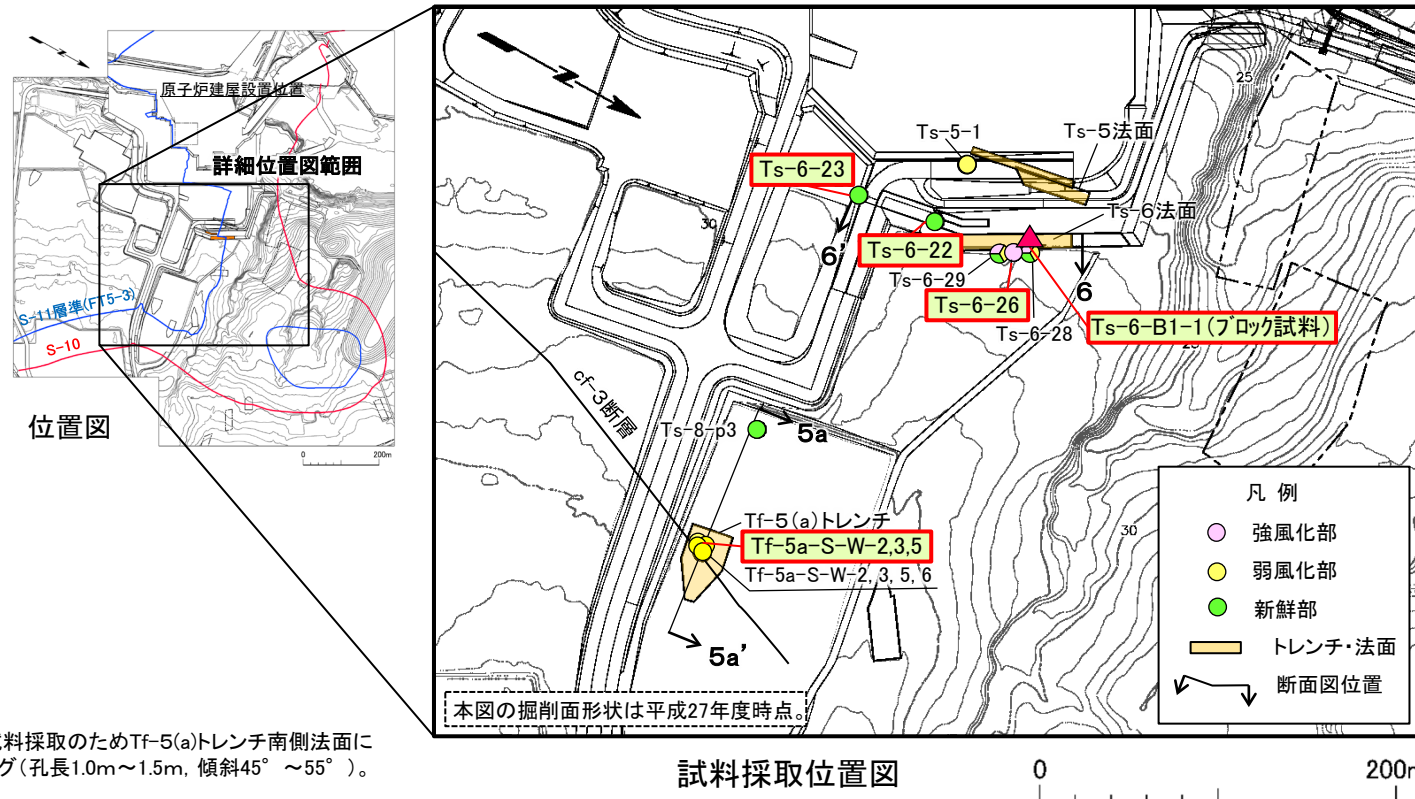 N
原子炉建屋設置位置
詳細位置図範囲
S-11層準(FT5-3)
S-10
位置図
0
200m
N
25
Ts-5-1
Ts-5法面
Ts-6-23
30
6’
Ts-6法面
Ts-6-22
Ts-6-29
6
Ts-6-26
Ts-6-28
Ts-6-B1-1(ブロック試料)
25
cf-3断層
Ts-8-p3
5a
Tf-5(a)トレンチ
Tf-5a-S-W-2,3,5
Tf-5a-S-W-2, 3, 5, 6
5a’
30
凡 例
強風化部
弱風化部
新鮮部
トレンチ・法面
断面図位置
本図の掘削面形状は平成27年度時点。
料採取のためTf-5(a)トレンチ南側法面に
グ(孔長1.0m～1.5m, 傾斜45°～55°)。
試料採取位置図
0
200m